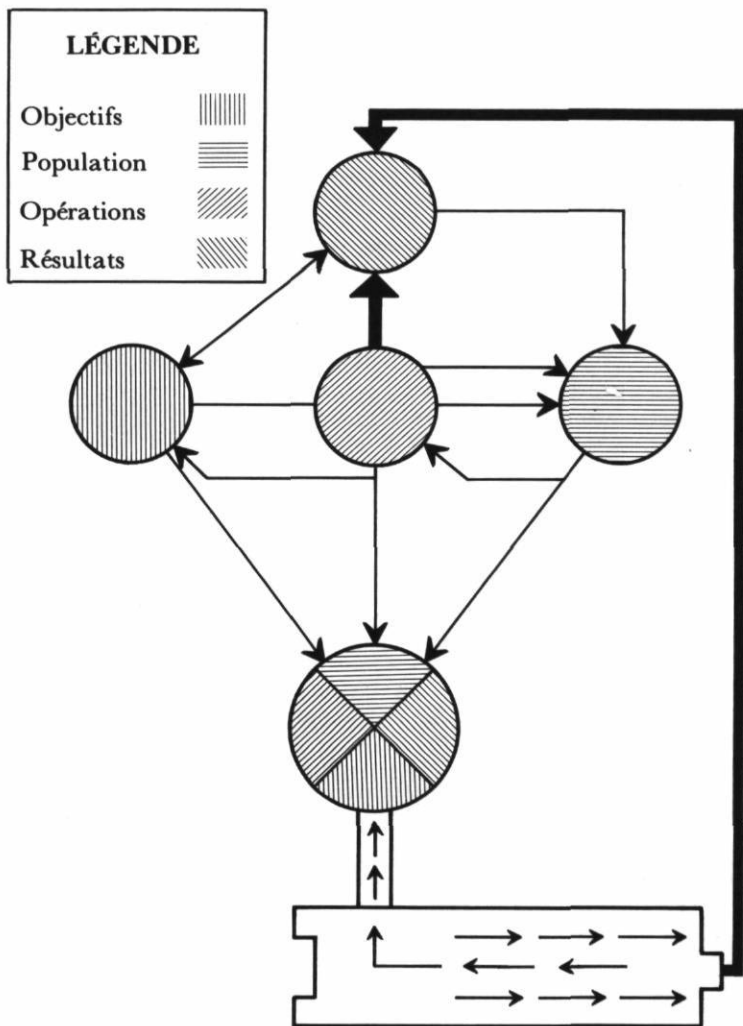 LÉGENDE
Objectifs
Population
Opérations
Résultats